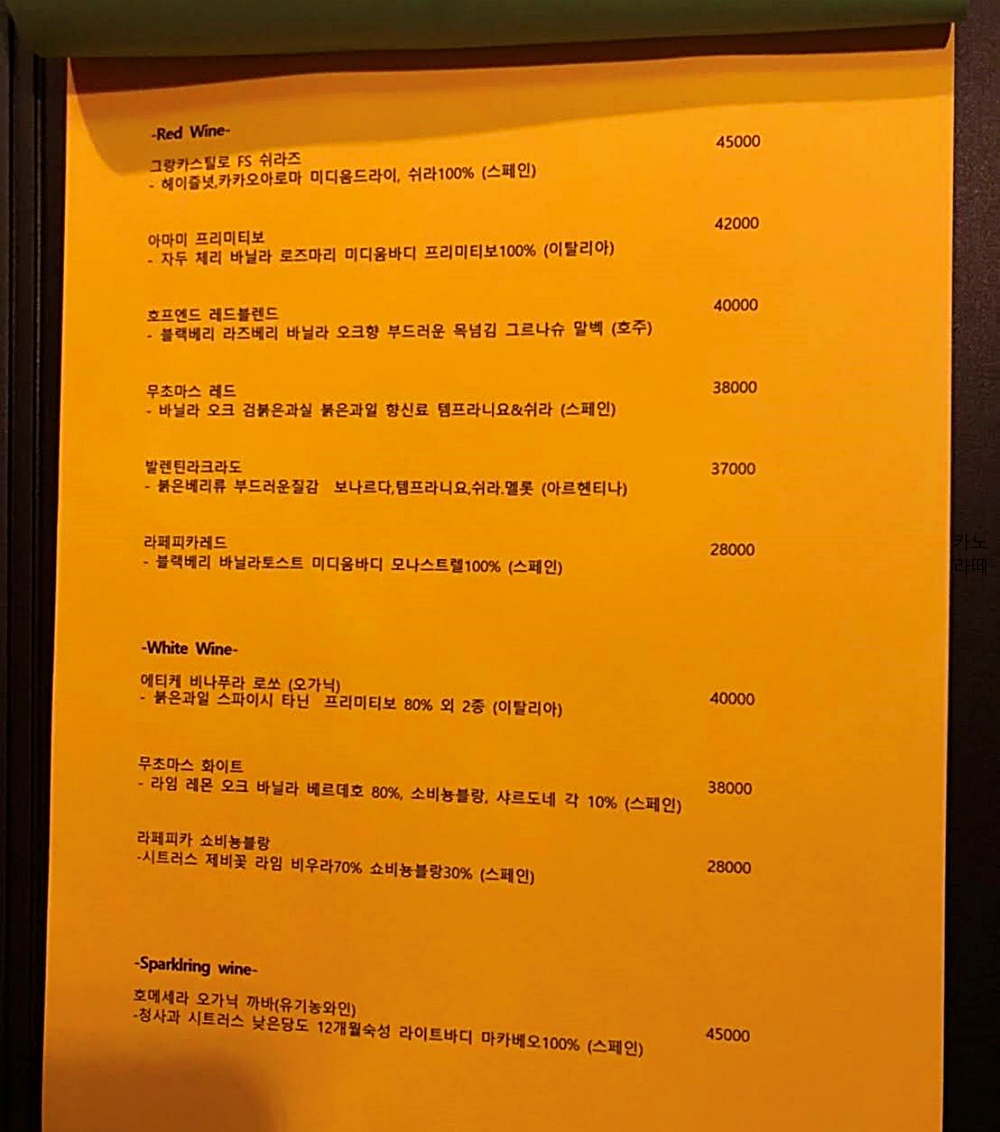 -Red Wine-
그랑카스틸로 FS 쉬라즈 45000
- 헤이즐넛,카카오아로마 미디움드라이, 쉬라100% (스페인)
아마미 프리미티보 42000
- 자두 체리 바닐라 로즈마리 미디움바디 프리미티보100% (이탈리아)
호프엔드 레드블렌드 40000
- 블랙베리 라즈베리 바닐라 오크향 부드러운 목넘김 그르나슈 말벡 (호주)
무초마스 레드 38000
- 바닐라 오크 검붉은과실 붉은과일 향신료 템프라니요&쉬라 (스페인)
발렌틴라크라도 37000
- 붉은베리류 부드러운질감 보나르다,템프라니요,쉬라.멜롯 (아르헨티나)
라페피카레드 28000
- 블랙베리 바닐라토스트 미디움바디 모나스트렐100% (스페인)
-White Wine-
에티케 비나푸라 로쏘 (오가닉)
- 붉은과일 스파이시 타닌 프리미티보 80% 외 2종 (이탈리아) 40000
무초마스 화이트
- 라임 레몬 오크 바닐라 베르데호 80%, 소비뇽블랑, 샤르도네 각 10% (스페인) 38000
라페피카 쇼비뇽블랑
-시트러스 제비꽃 라임 비우라70% 쇼비뇽블랑30% (스페인) 28000
-Sparklring wine-
호메세라 오가닉 까바(유기농와인)
-청사과 시트러스 낮은당도 12개월숙성 라이트바디 마카베오100% (스페인) 45000
카노
라떼